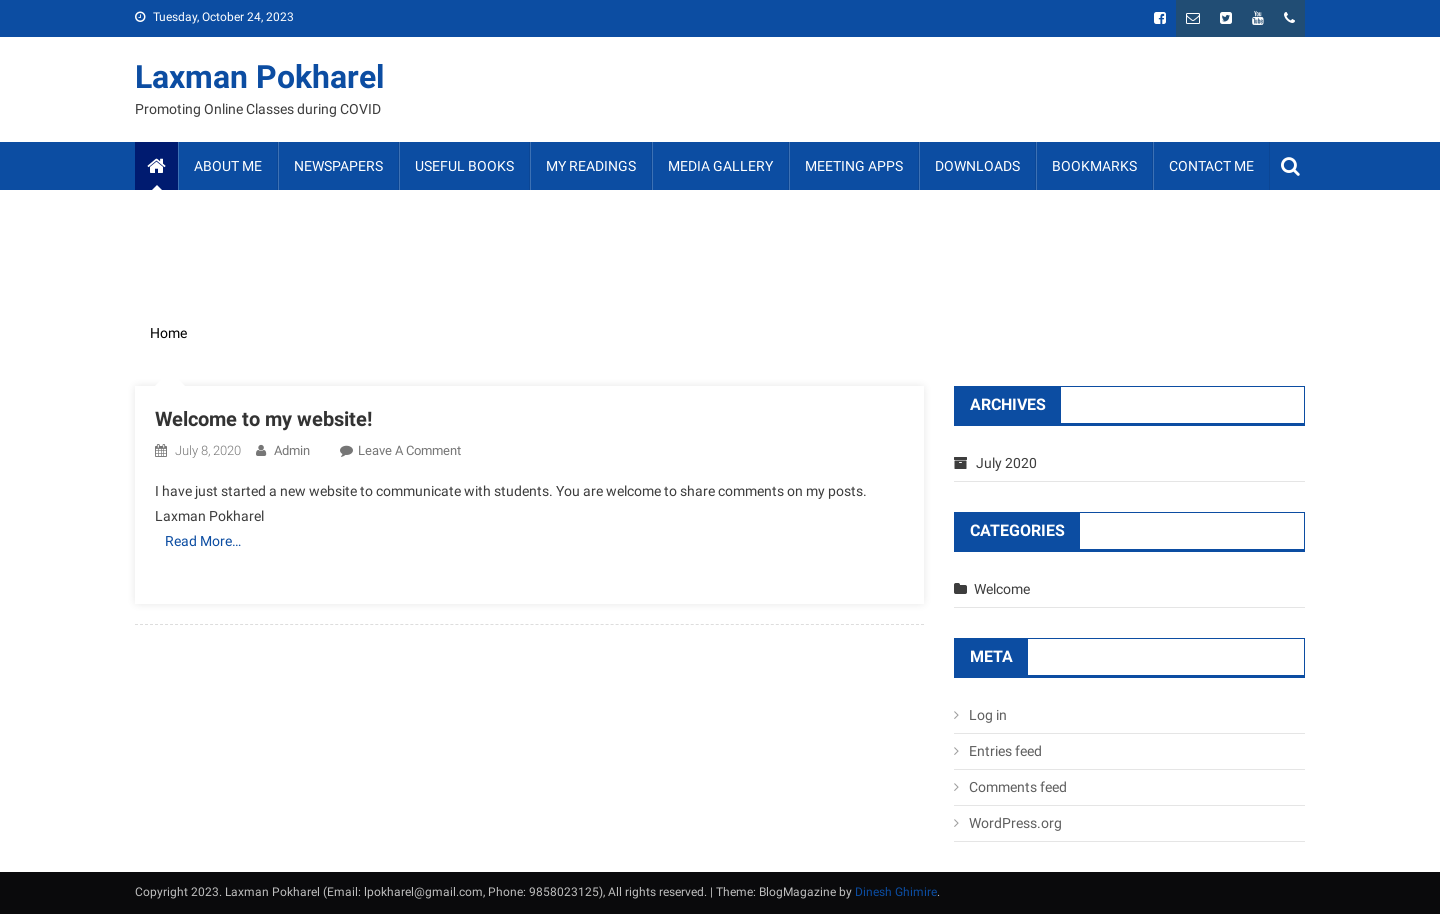 Tuesday, October 24, 2023
Laxman Pokharel
Promoting Online Classes during COVID
ABOUT ME NEWSPAPERS USEFUL BOOKS MY READINGS MEDIA GALLERY MEETING APPS DOWNLOADS BOOKMARKS CONTACT ME
Home
Welcome to my website!
July 8, 2020 Admin Leave A Comment
I have just started a new website to communicate with students. You are welcome to share comments on my posts.
Laxman Pokharel
Read More...
ARCHIVES
July 2020
CATEGORIES
Welcome
META
Log in
Entries feed
Comments feed
WordPress.org
Copyright 2023. Laxman Pokharel (Email: lpokharel@gmail.com, Phone: 9858023125), All rights reserved. | Theme: BlogMagazine by Dinesh Ghimire.